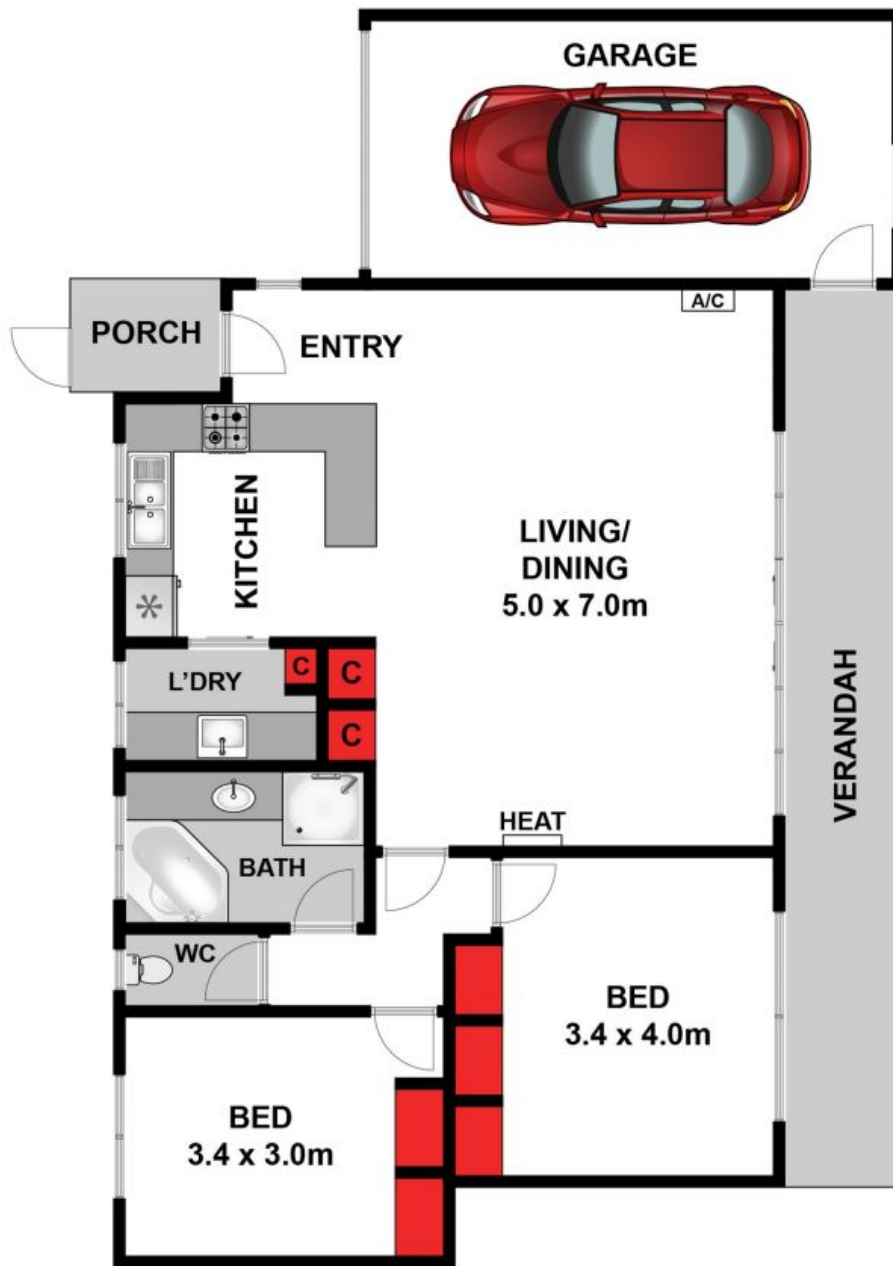 GARAGE
A/C
PORCH
ENTRY
KITCHEN
LIVING/
DINING
5.0 x 7.0m
L'DRY
C
C
C
VERANDAH
HEAT
BATH
WC
BED
3.4 x 4.0m
BED
3.4 x 3.0m